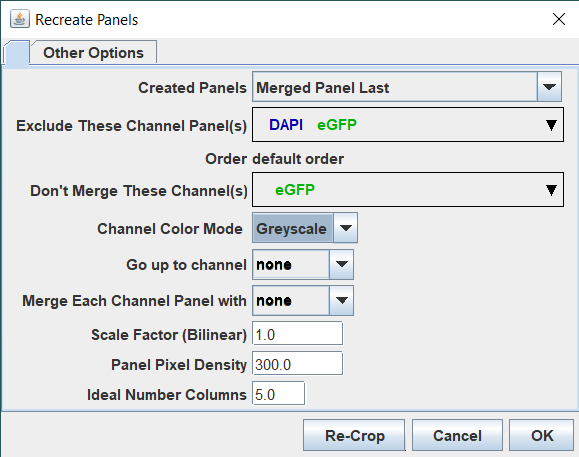 Recreate Panels
Other Options
Created Panels Merged Panel Last
Exclude These Channel Panel(s) DAPI eGFP
Order default order
Don't Merge These Channel(s) eGFP
Channel Color Mode Greyscale
Go up to channel none
Merge Each Channel Panel with none
Scale Factor (Bilinear) 1.0
Panel Pixel Density 300.0
Ideal Number Columns 5.0
Re-Crop Cancel OK